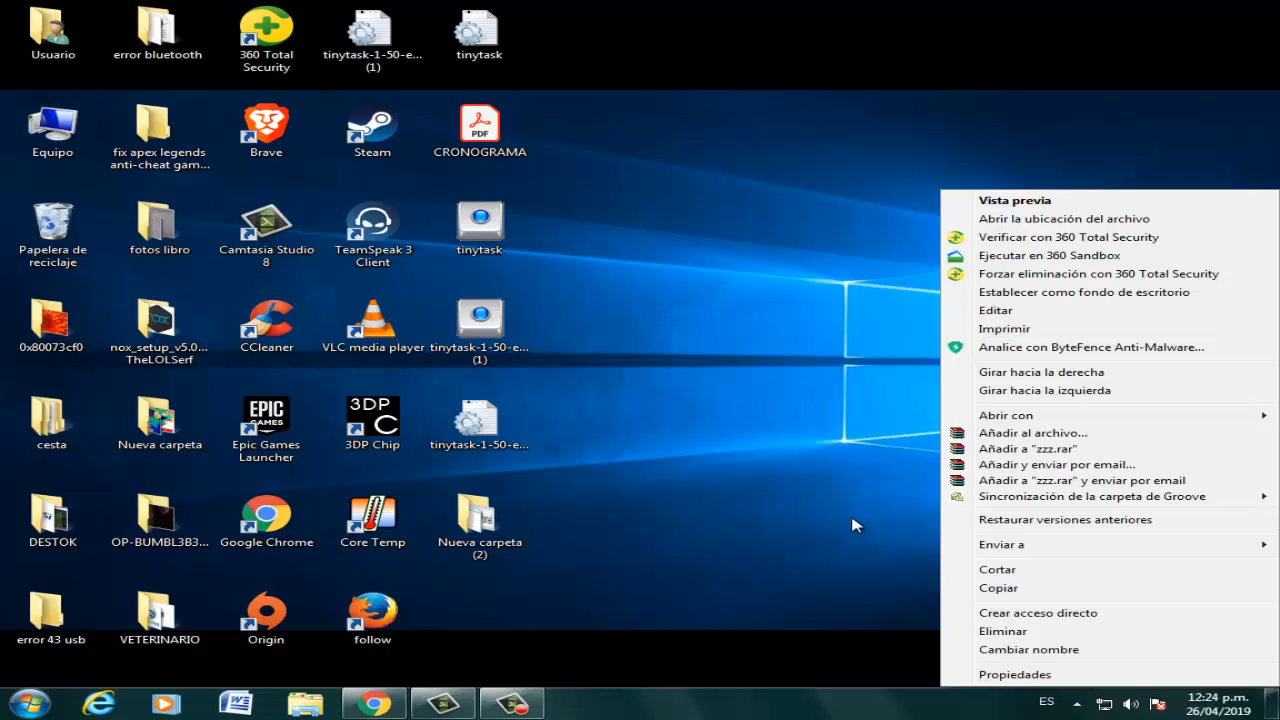 Usuario
error bluetooth
360 Total
Security
tinytask-1-50-e...
(1)
tinytask
Equipo
fix apex legends
anti-cheat gam...
Brave
Steam
PDF
CRONOGRAMA
Papelera de
reciclaje
fotos libro
Camtasia Studio
8
TeamSpeak 3
Client
tinytask
0x80073cf0
nox_setup_v5.0...
TheLOLSerf
CCleaner
VLC media player
tinytask-1-50-e...
(1)
cesta
Nueva carpeta
EPIC
GAMES
Epic Games
Launcher
3DP
C
3DP Chip
tinytask-1-50-e...
DESTOK
OP-BUMBL3B3...
Google Chrome
Core Temp
Nueva carpeta
(2)
error 43 usb
VETERINARIO
Origin
follow
Vista previa
Abrir la ubicación del archivo
Verificar con 360 Total Security
Ejecutar en 360 Sandbox
Forzar eliminación con 360 Total Security
Establecer como fondo de escritorio
Editar
Imprimir
Analice con ByteFence Anti-Malware...
Girar hacia la derecha
Girar hacia la izquierda
Abrir con
Añadir al archivo...
Añadir a "zzz.rar"
Añadir y enviar por email...
Añadir a "zzz.rar" y enviar por email
Sincronización de la carpeta de Groove
Restaurar versiones anteriores
Enviar a
Cortar
Copiar
Crear acceso directo
Eliminar
Cambiar nombre
Propiedades
ES
12:24 p.m.
26/04/2019